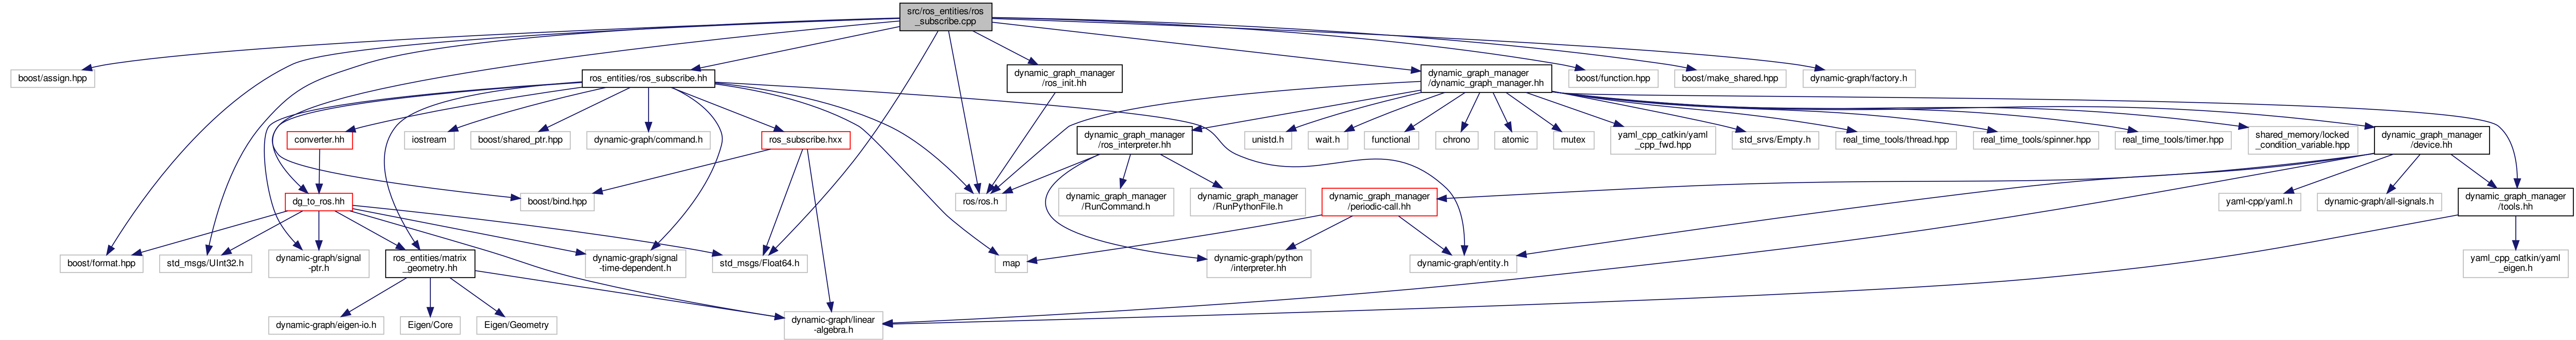 src/ros_entities/ros
_subscribe.cpp
boost/assign.hpp
ros_entities/ros_subscribe.hh
dynamic_graph_manager
/ros_init.hh
dynamic_graph_manager
/dynamic_graph_manager.hh
boost/function.hpp
boost/make_shared.hpp
dynamic-graph/factory.h
converter.hh
iostream
boost/shared_ptr.hpp
dynamic-graph/command.h
ros_subscribe.hxx
dynamic_graph_manager
/ros_interpreter.hh
unistd.h
wait.h
functional
chrono
atomic
mutex
yaml_cpp_catkin/yaml
_cpp_fwd.hpp
std_srvs/Empty.h
real_time_tools/thread.hpp
real_time_tools/spinner.hpp
real_time_tools/timer.hpp
shared_memory/locked
_condition_variable.hpp
dynamic_graph_manager
/device.hh
dg_to_ros.hh
boost/bind.hpp
ros/ros.h
dynamic_graph_manager
/RunCommand.h
dynamic_graph_manager
/RunPythonFile.h
dynamic_graph_manager
/periodic-call.hh
yaml-cpp/yaml.h
dynamic-graph/all-signals.h
dynamic_graph_manager
/tools.hh
boost/format.hpp
std_msgs/UInt32.h
dynamic-graph/signal
-ptr.h
ros_entities/matrix
_geometry.hh
dynamic-graph/signal
-time-dependent.h
std_msgs/Float64.h
map
dynamic-graph/python
/interpreter.hh
dynamic-graph/entity.h
yaml_cpp_catkin/yaml
_eigen.h
dynamic-graph/eigen-io.h
Eigen/Core
Eigen/Geometry
dynamic-graph/linear
-algebra.h